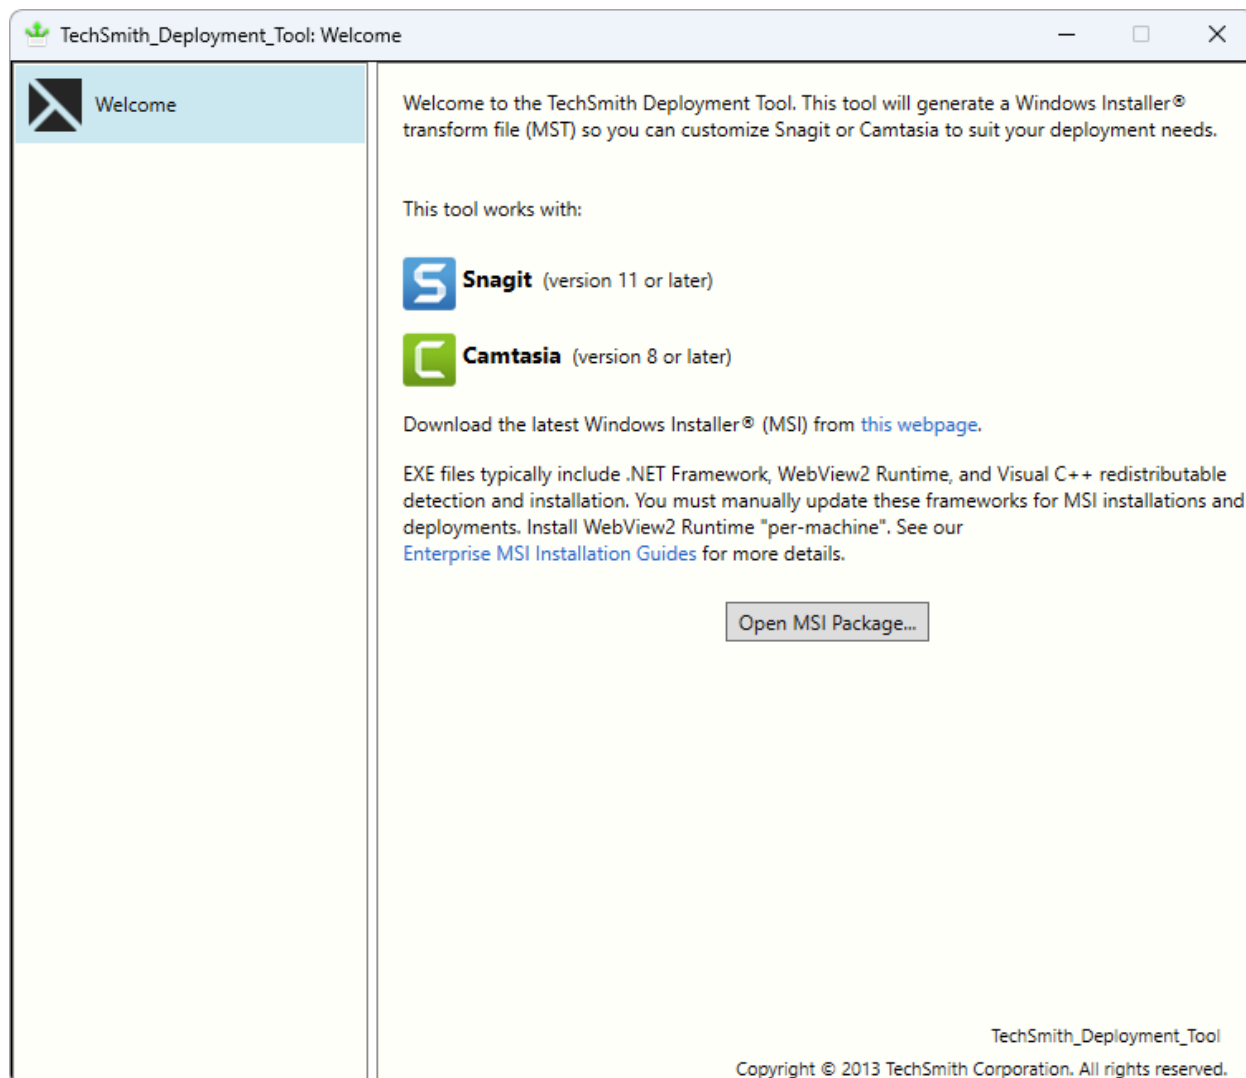 TechSmith_Deployment_Tool: Welcome
Welcome
Welcome to the TechSmith Deployment Tool. This tool will generate a Windows Installer®
transform file (MST) so you can customize Snagit or Camtasia to suit your deployment needs.
This tool works with:
Snagit (version 11 or later)
Camtasia (version 8 or later)
Download the latest Windows Installer® (MSI) from this webpage.
EXE files typically include .NET Framework, WebView2 Runtime, and Visual C++ redistributable
detection and installation. You must manually update these frameworks for MSI installations and
deployments. Install WebView2 Runtime "per-machine". See our
Enterprise MSI Installation Guides for more details.
Open MSI Package...
TechSmith_Deployment_Tool
Copyright © 2013 TechSmith Corporation. All rights reserved.